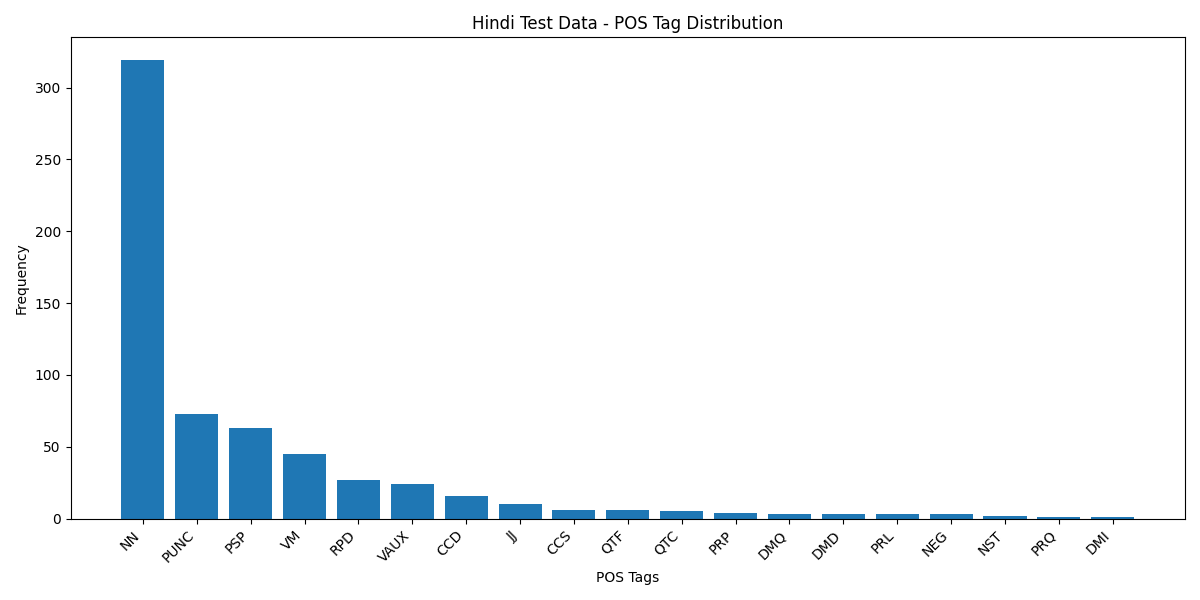 Hindi Test Data - POS Tag Distribution
Frequency
300
250
200
150
100
50
0
NN PUNC PSP VM RPD VAUX CCD JJ CCS QTF QTC PRP DMQ DMD PRL NEG NST PRQ DMI
POS Tags